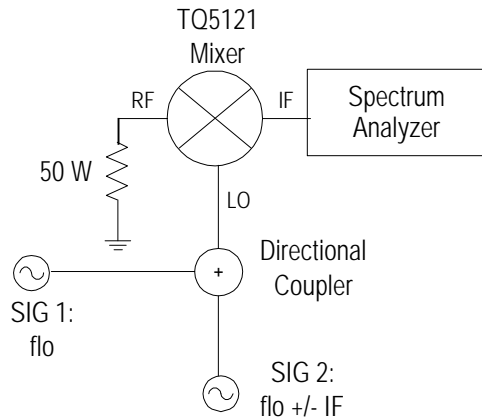 TQ5121
Mixer
RF
IF
Spectrum
Analyzer
50 W
LO
+
Directional
Coupler
SIG 1:
flo
SIG 2:
flo +/- IF